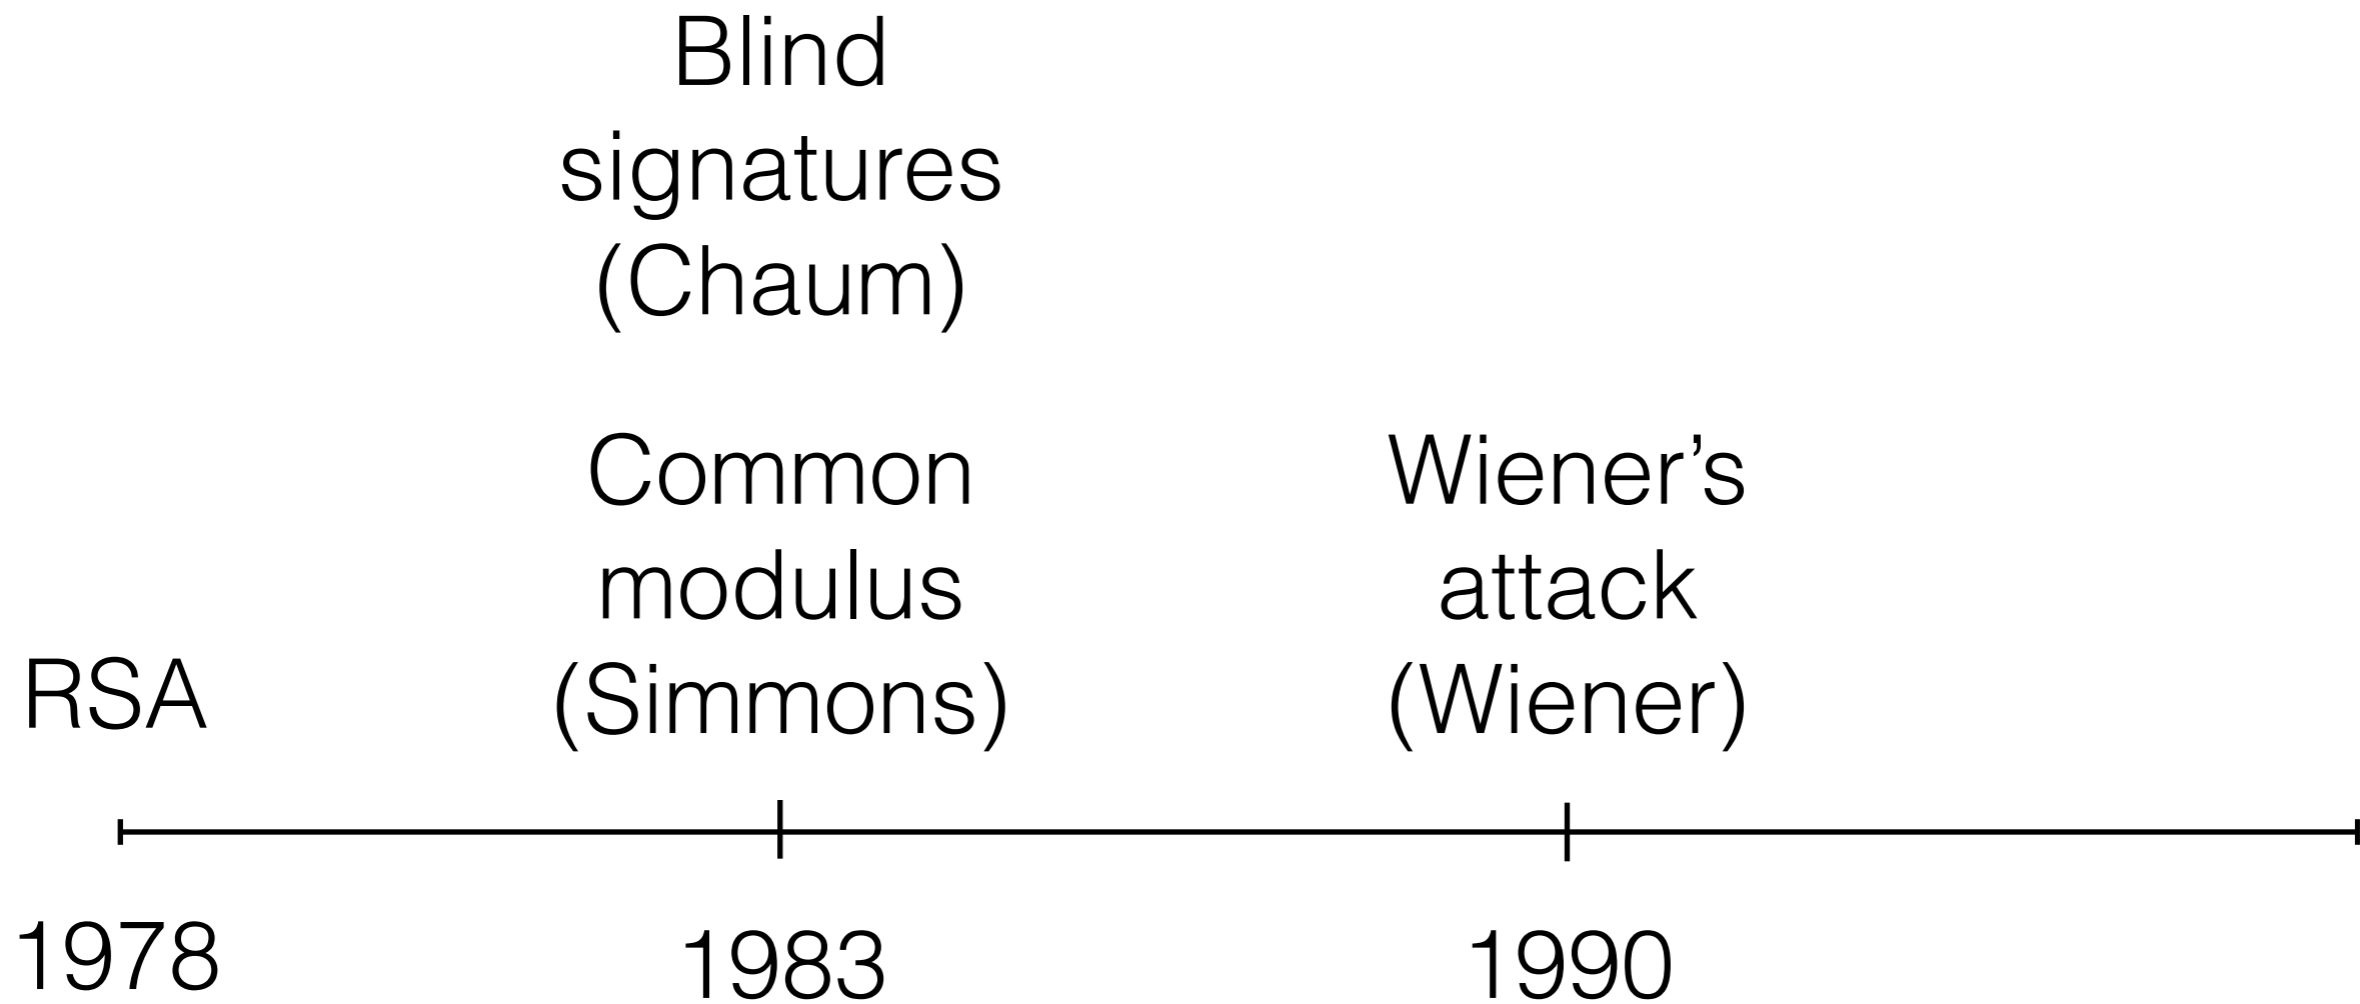 Blind
signatures
(Chaum)
Common
modulus
(Simmons)
Wiener’s
attack
(Wiener)
RSA
1978
1983
1990